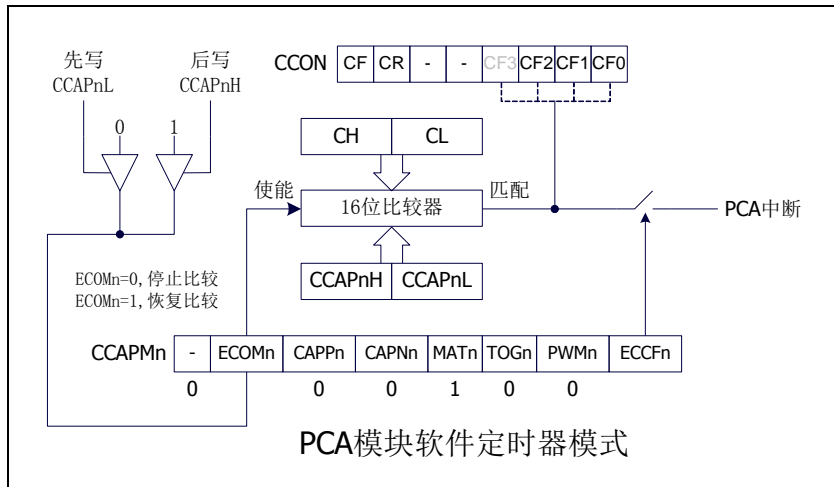 先写 后写 CCON CF CR - - CF3 CF2 CF1 CF0
CCAPnL CCAPnH
0 1 CH CL
使能 16位比较器 匹配 PCA中断
ECOMn=0,停止比较 CCAPnH CCAPnL
ECOMn=1,恢复比较
CCAPMn - ECOMn CAPPn CAPNn MATn TOGn PWMn ECCFn
0 0 0 1 0 0
PCA模块软件定时器模式